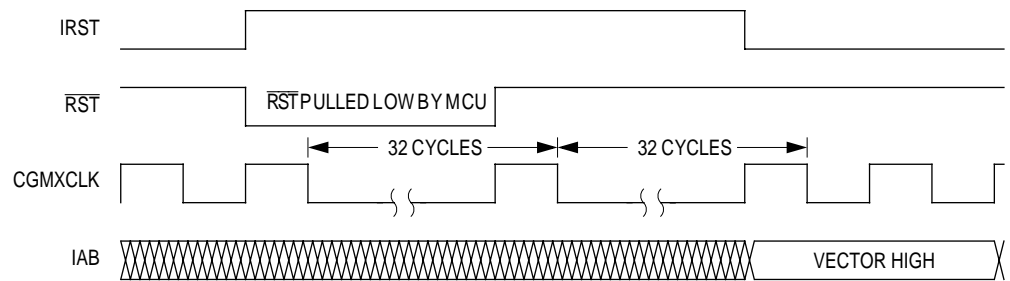 IRST
RST
RST PULLED LOW BY MCU
32 CYCLES
32 CYCLES
CGMXCLK
IAB
VECTOR HIGH